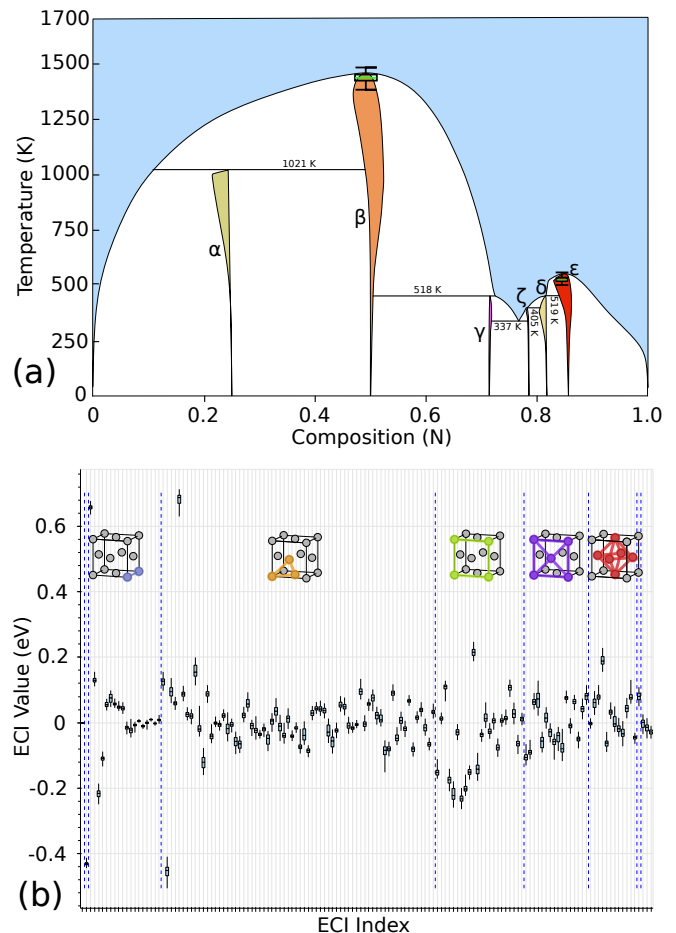 1700
1500
1250
1000
750
500
250
0
Temperature (K)
1021 K
α
β
518 K
γ
337 K
ζ
405 K
δ
519 K
ε
(a)
0
0.2
0.4
0.6
0.8
1.0
Composition (N)
0.6
0.4
0.2
0
-0.2
-0.4
ECI Value (eV)
(b)
ECI Index